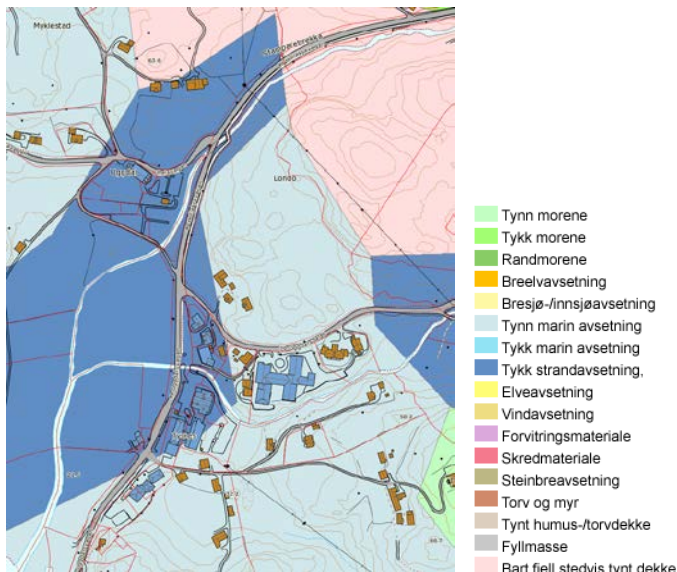 Myklestad
Londo
Tynn morene
Tykk morene
Randmorene
Breelvavsetning
Bresjø-/innsjøavsetning
Tynn marin avsetning
Tykk marin avsetning
Tykk strandavsetning,
Elveavsetning
Vindavsetning
Forvitringsmateriale
Skredmateriale
Steinbreavsetning
Torv og myr
Tynt humus-/torvdekke
Fyllmasse
Bart fjell stedvis tynt dekke